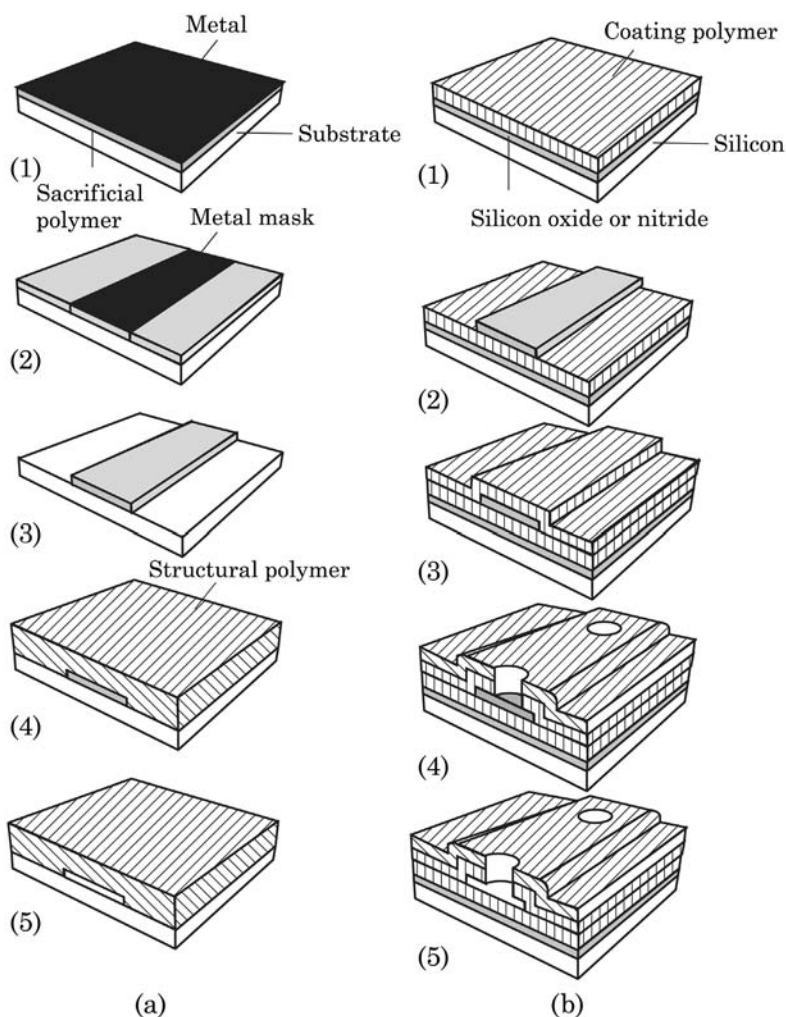 Metal
Substrate
(1)
Sacrificial
polymer
Metal mask
(2)
(3)
Structural polymer
(4)
(5)
(a)
Coating polymer
Silicon
(1)
Silicon oxide or nitride
(2)
(3)
(4)
(5)
(b)